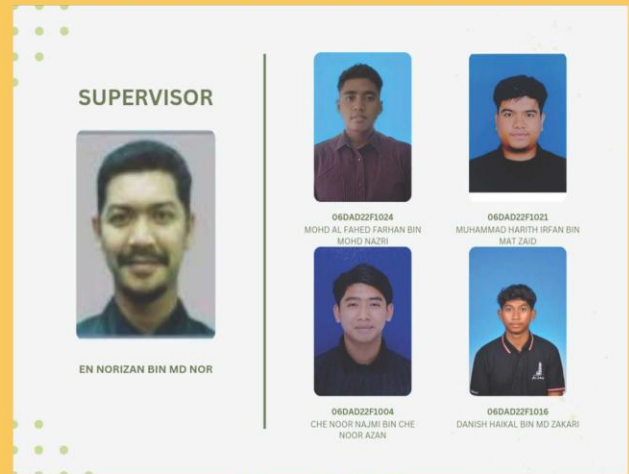 SUPERVISOR
EN NORIZAN BIN MD NOR
06DAD22F1024
MOHD AL FAHED FARHAN BIN
MOHD NAZRI
06DAD22F1021
MUHAMMAD HARITH IRFAN BIN
MAT ZAID
06DAD22F1004
CHE NOOR NAJMI BIN CHE
NOOR AZAN
06DAD22F1016
DANISH HAIKAL BIN MD ZAKARI